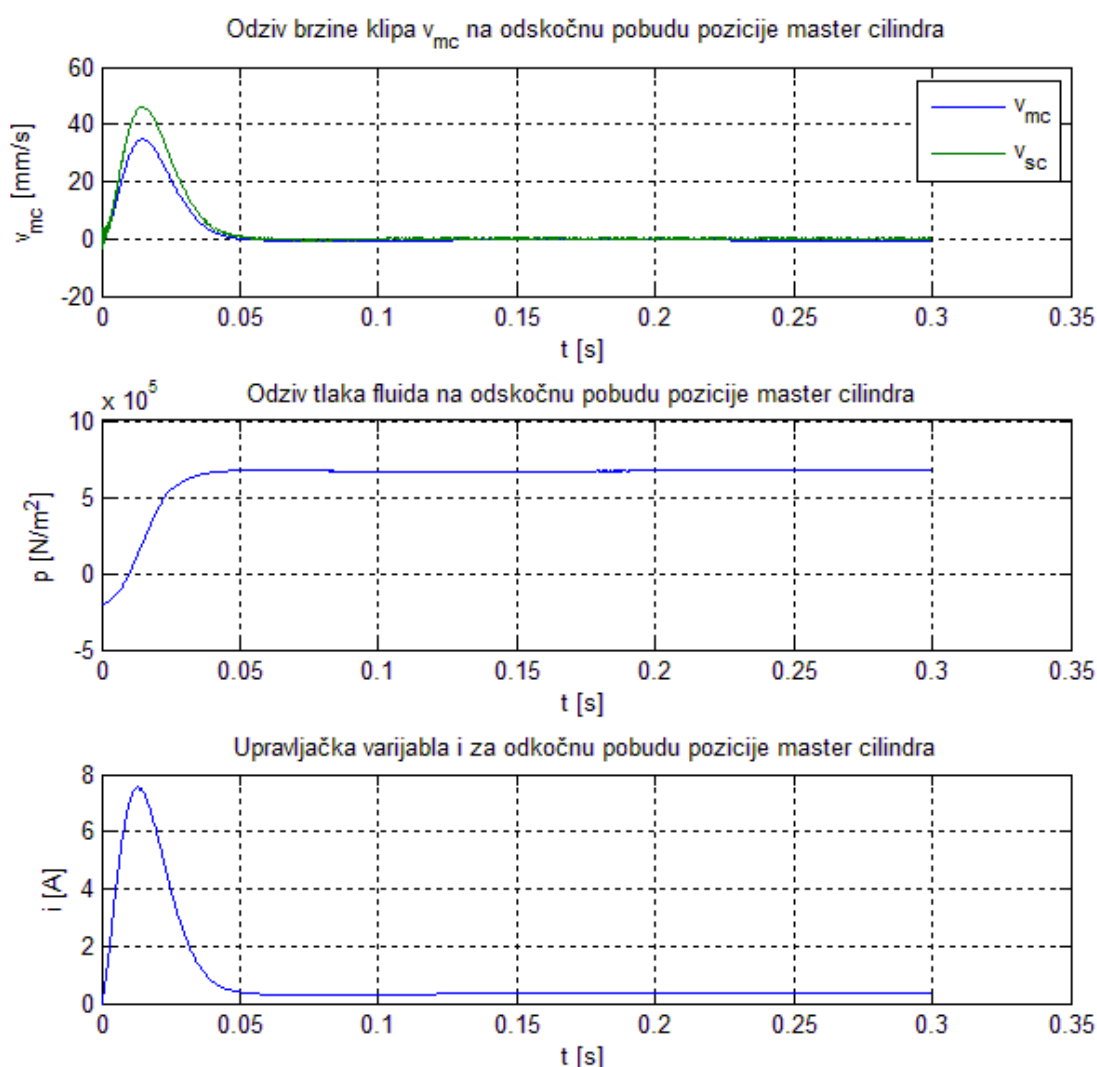 Odziv brzine klipa v_mc na odskočnu pobudu pozicije master cilindra
60
40
20
0
-20
v_mc [mm/s]
v_mc
v_sc
0 0.05 0.1 0.15 0.2 0.25 0.3 0.35
t [s]
Odziv tlaka fluida na odskočnu pobudu pozicije master cilindra
x 10^5
10
5
0
-5
p [N/m^2]
0 0.05 0.1 0.15 0.2 0.25 0.3 0.35
t [s]
Upravljačka varijabla i za odkočnu pobudu pozicije master cilindra
8
6
4
2
0
i [A]
0 0.05 0.1 0.15 0.2 0.25 0.3 0.35
t [s]